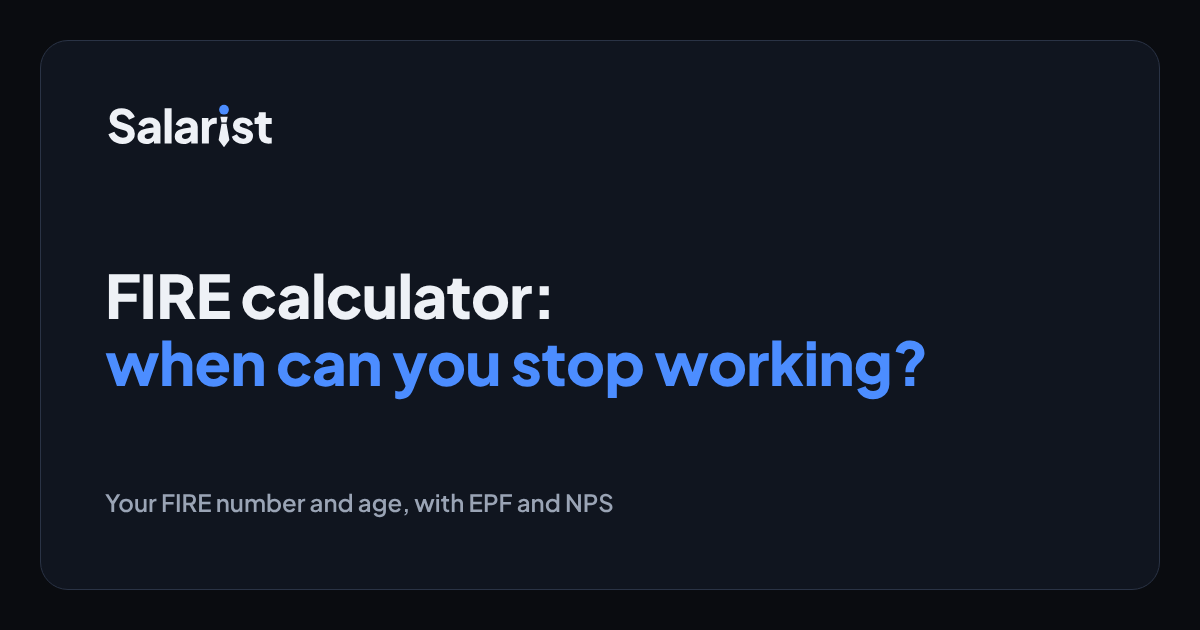 Salarist
FIRE calculator:
when can you stop working?
Your FIRE number and age, with EPF and NPS